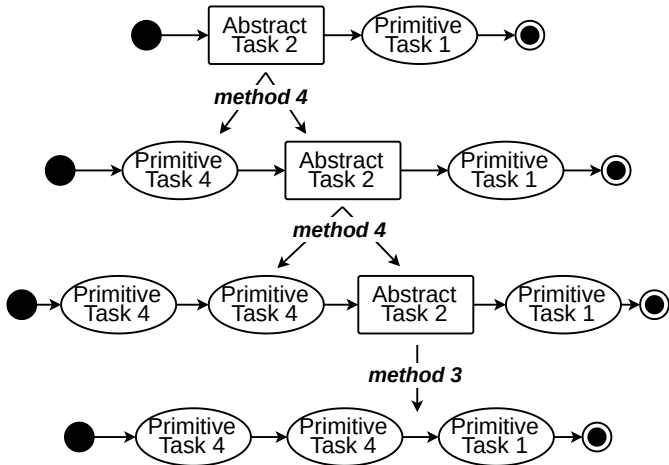 Abstract
Task 2
Primitive
Task 1
method 4
Primitive
Task 4
Abstract
Task 2
Primitive
Task 1
method 4
Primitive
Task 4
Primitive
Task 4
Abstract
Task 2
Primitive
Task 1
method 3
Primitive
Task 4
Primitive
Task 4
Primitive
Task 1